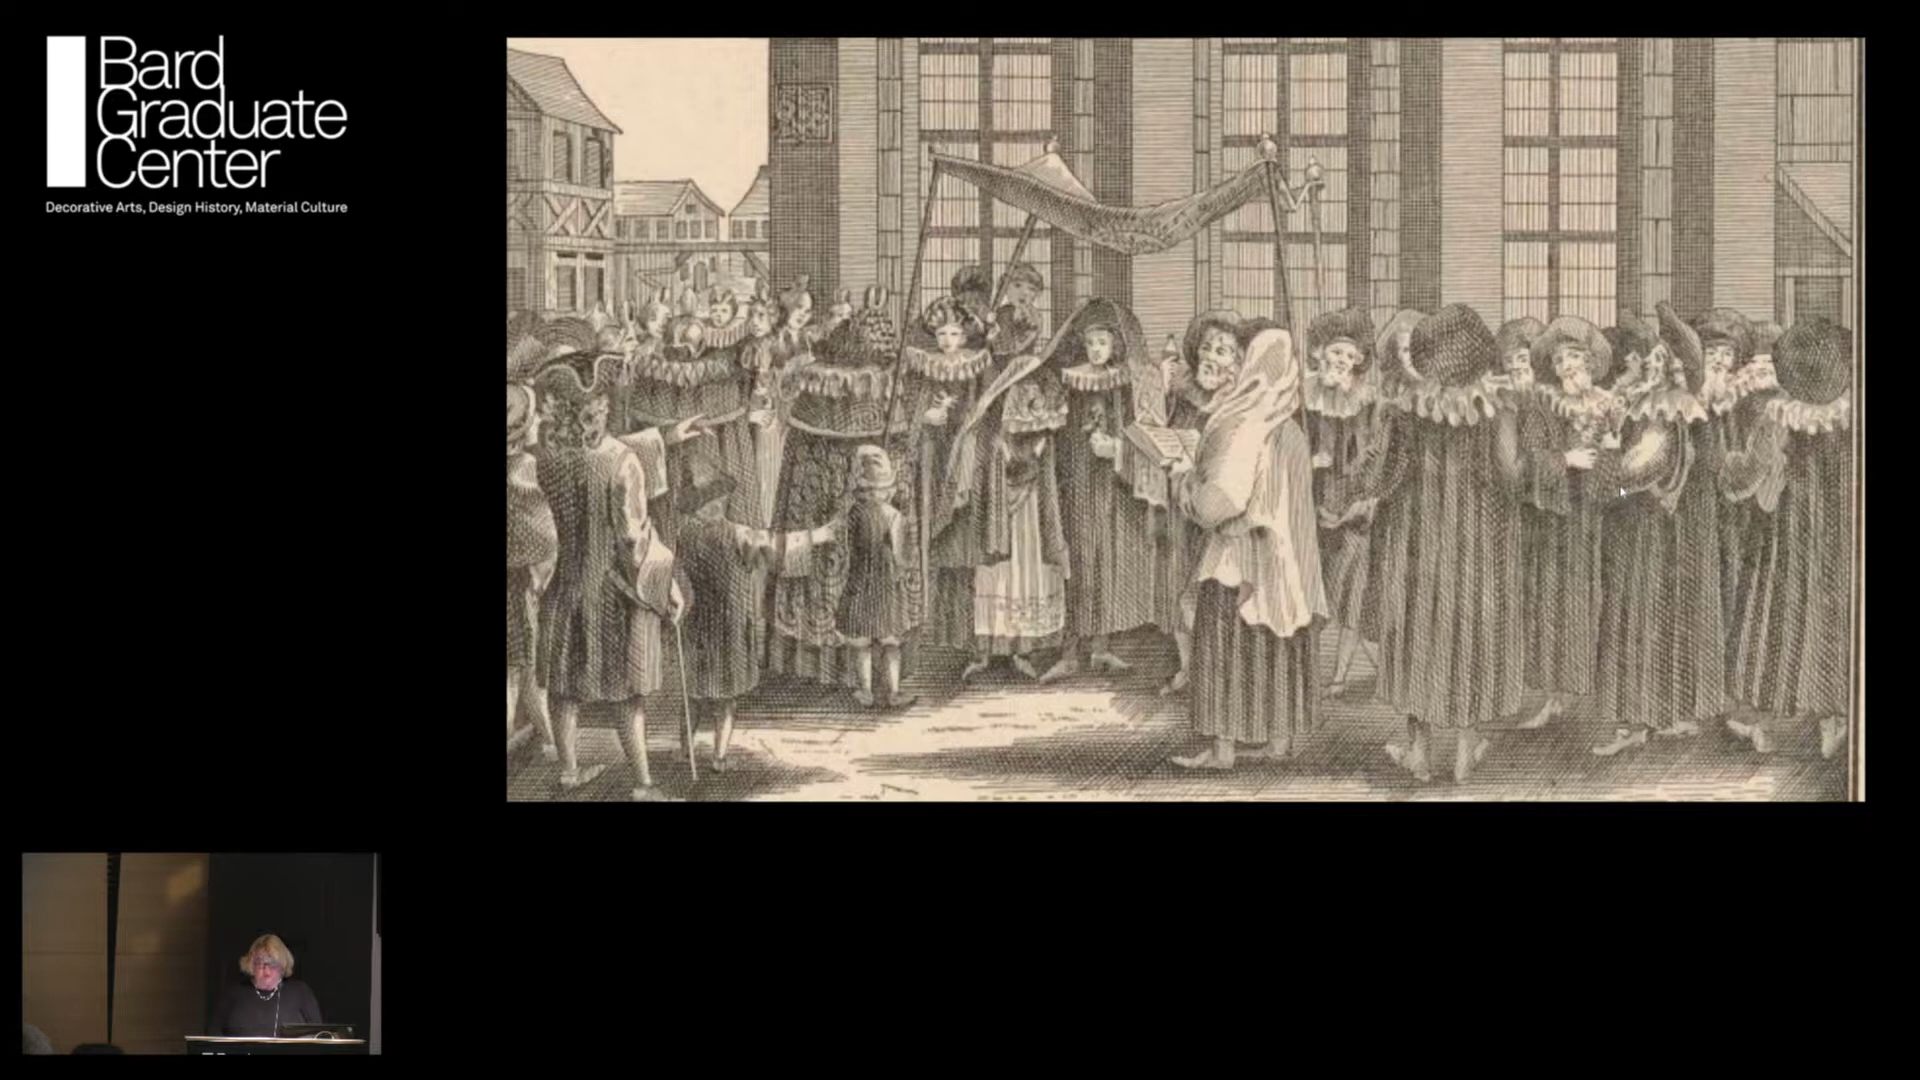 Bard
Graduate
Center
Decorative Arts, Design History, Material Culture